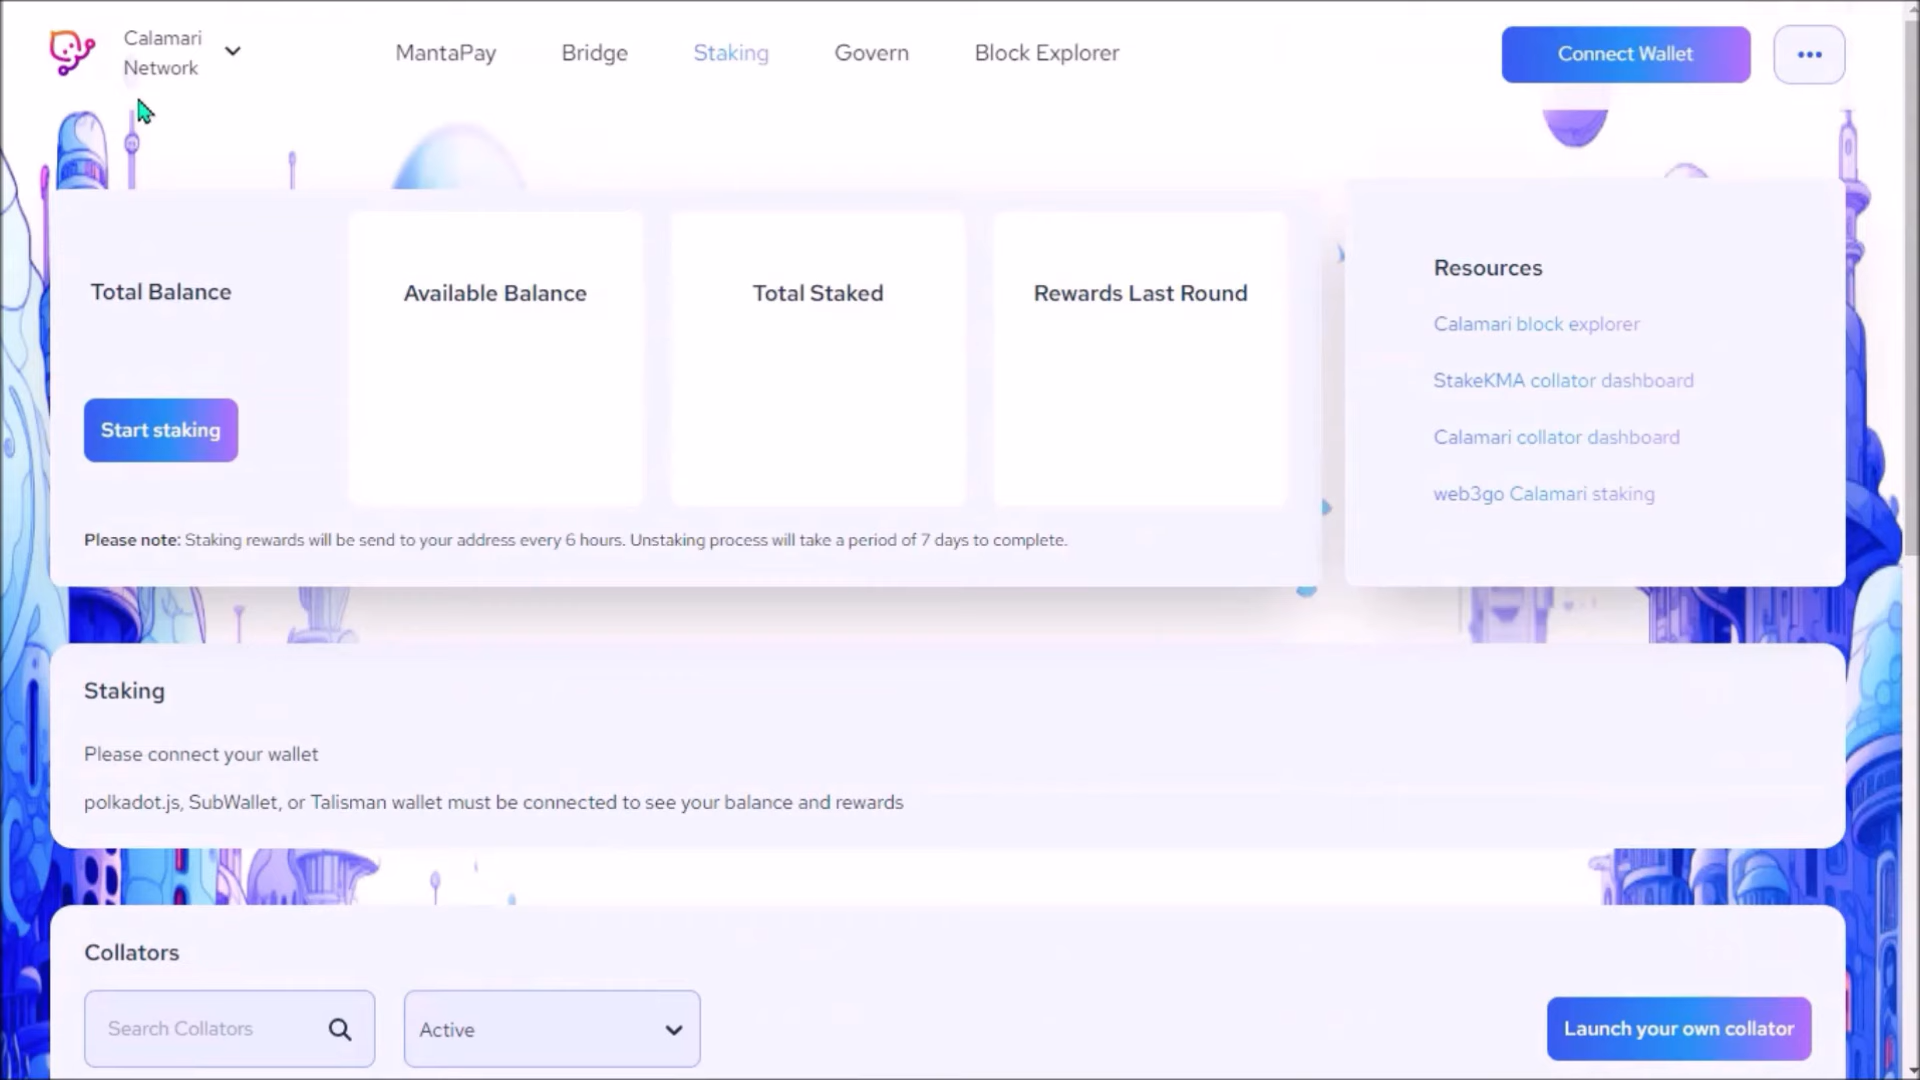 Calamari
Network
MantaPay
Bridge
Staking
Govern
Block Explorer
Connect Wallet
Total Balance
Available Balance
Total Staked
Rewards Last Round
Start staking
Please note: Staking rewards will be send to your address every 6 hours. Unstaking process will take a period of 7 days to complete.
Resources
Calamari block explorer
StakeKMA collator dashboard
Calamari collator dashboard
web3go Calamari staking
Staking
Please connect your wallet
polkadot.js, SubWallet, or Talisman wallet must be connected to see your balance and rewards
Collators
Search Collators
Active
Launch your own collator